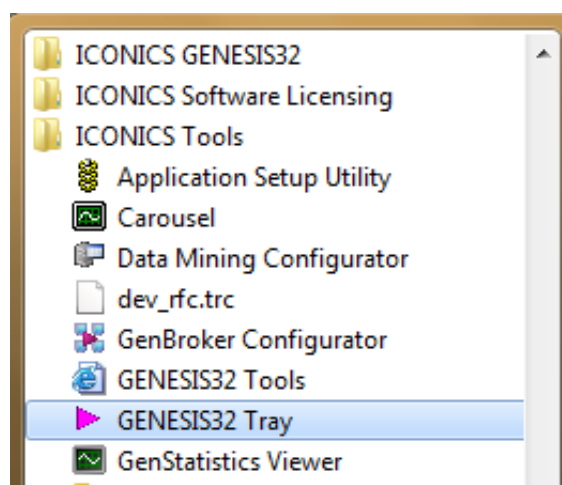 ICONICS GENESIS32
ICONICS Software Licensing
ICONICS Tools
Application Setup Utility
Carousel
Data Mining Configurator
dev_rfc.trc
GenBroker Configurator
GENESIS32 Tools
GENESIS32 Tray
GenStatistics Viewer